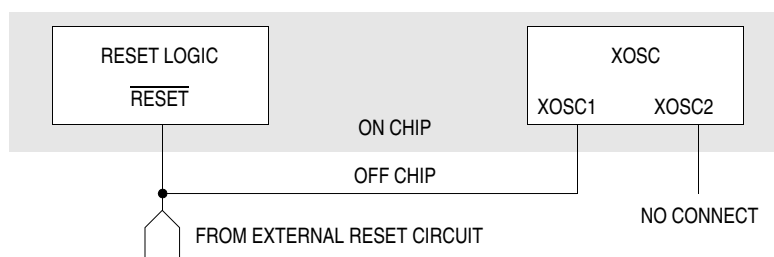 RESET LOGIC
RESET
XOSC
XOSC1
XOSC2
ON CHIP
OFF CHIP
NO CONNECT
FROM EXTERNAL RESET CIRCUIT